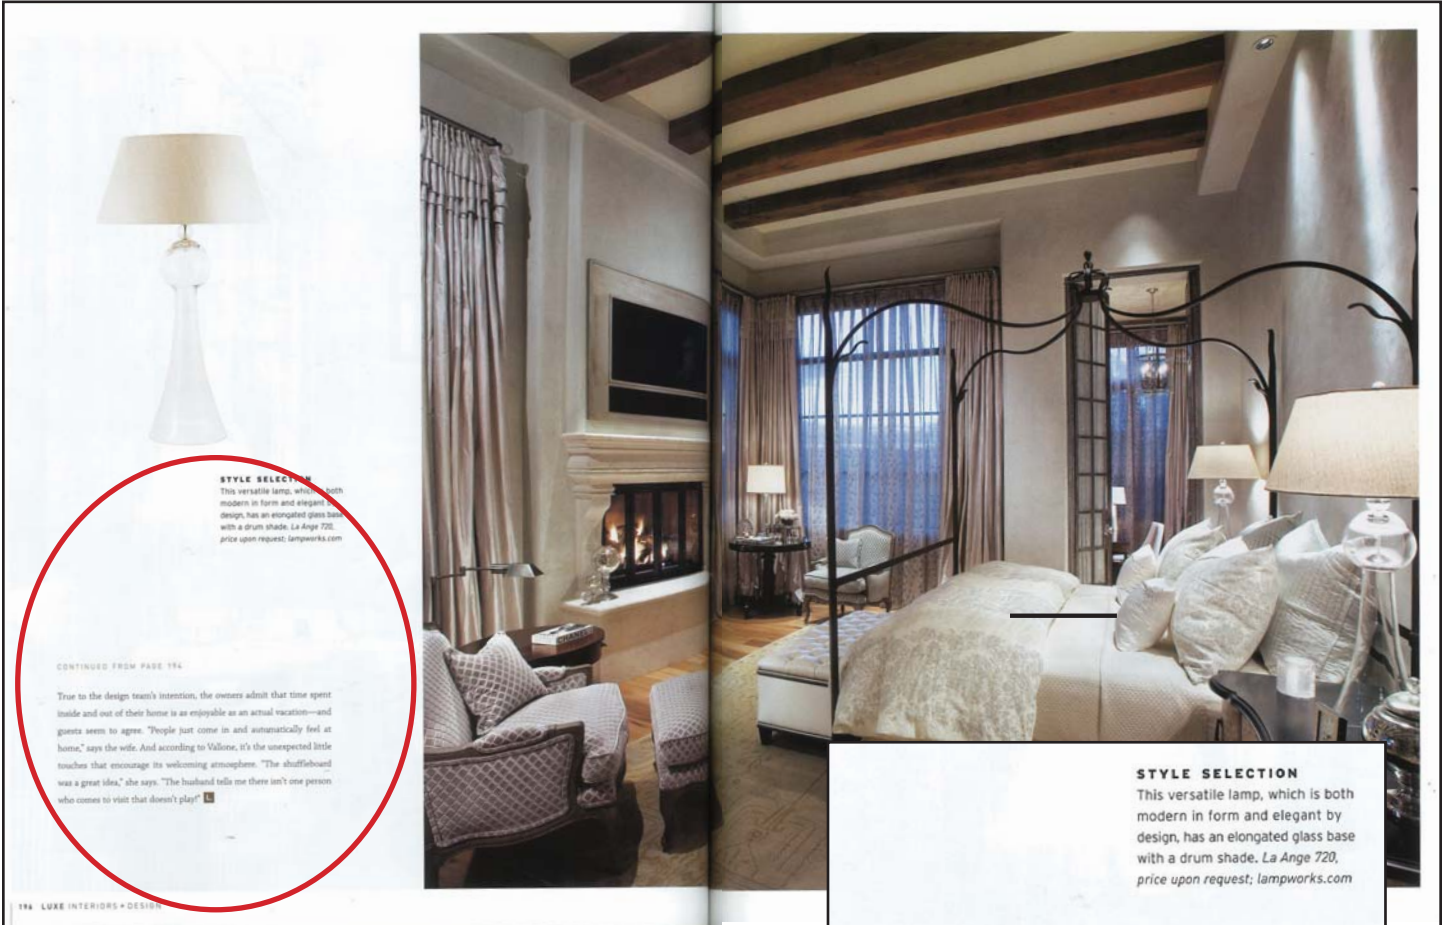 STYLE SELECTION
This versatile lamp, which is both
modern in form and elegant by
design, has an elongated glass base
with a drum shade. La Ange 720,
price upon request; lampworks.com
CONTINUED FROM PAGE 194
True to the design team's intention, the owners admit that time spent
inside and out of their home is as enjoyable as an actual vacation—and
guests seem to agree. "People just come in and automatically feel at
home," says the wife. And according to Vallone, it's the unexpected little
touches that encourage its welcoming atmosphere. "The shuffleboard
was a great idea," she says. "The husband tells me there isn't one person
who comes to visit that doesn't play!" L
196 LUXE INTERIORS + DESIGN
CHANEL
STYLE SELECTION
This versatile lamp, which is both
modern in form and elegant by
design, has an elongated glass base
with a drum shade. La Ange 720,
price upon request; lampworks.com